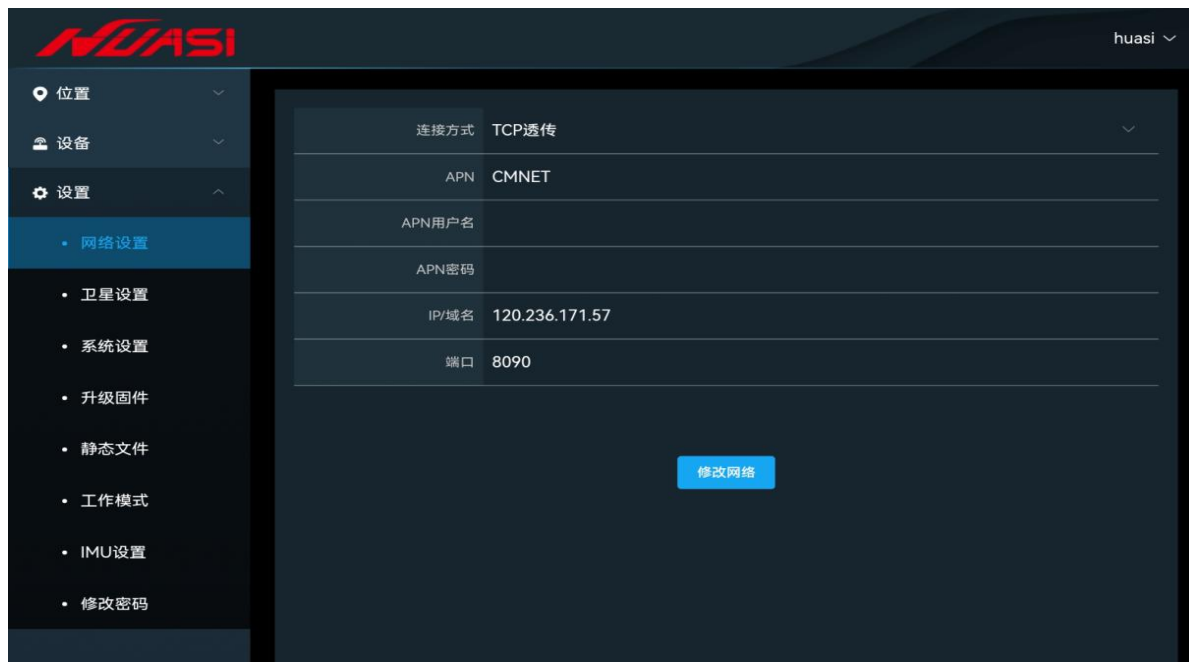 HUASI
huasi
位置
设备
设置
网络设置
卫星设置
系统设置
升级固件
静态文件
工作模式
IMU设置
修改密码
连接方式 TCP透传
APN CMNET
APN用户名
APN密码
IP/域名 120.236.171.57
端口 8090
修改网络